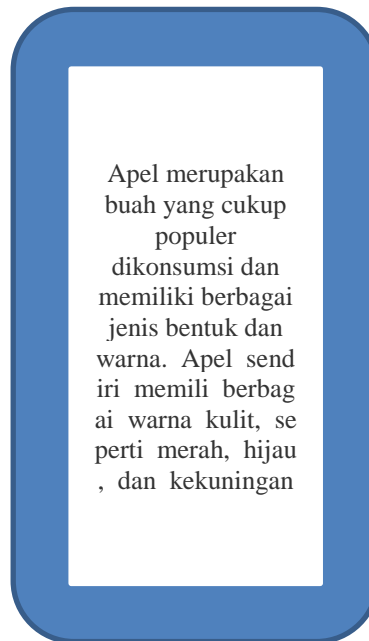 Apel merupakan
buah yang cukup
populer
dikonsumsi dan
memiliki berbagai
jenis bentuk dan
warna. Apel send
iri memili berbag
ai warna kulit, se
perti merah, hijau
, dan kekuningan